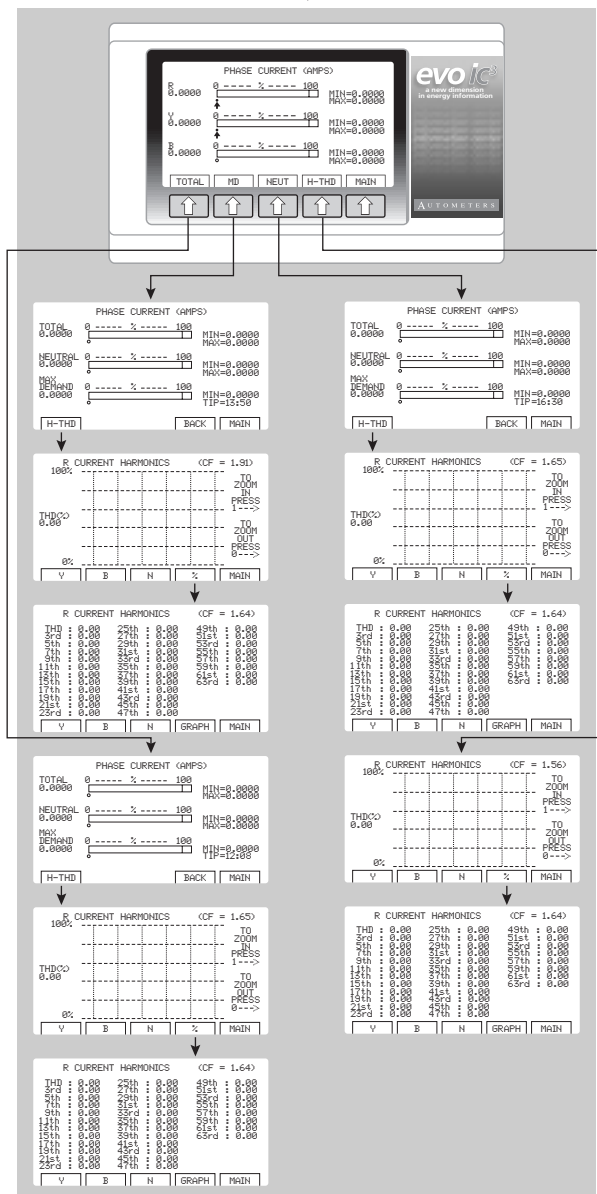 PHASE CURRENT (AMPS)
R 0 ----- % ----- 100
0.0000 MIN=0.0000
MAX=0.0000
Y 0 ----- % ----- 100
0.0000 MIN=0.0000
MAX=0.0000
B 0 ----- % ----- 100
0.0000 MIN=0.0000
MAX=0.0000
TOTAL MD NEUT H-THD MAIN
evo ic3
a new dimension
in energy information
AUTOMETERS
PHASE CURRENT (AMPS)
TOTAL 0 ----- % ----- 100
0.0000 MIN=0.0000
MAX=0.0000
NEUTRAL 0 ----- % ----- 100
0.0000 MIN=0.0000
MAX=0.0000
MAX
DEMAND 0 ----- % ----- 100
0.0000 MIN=0.0000
TIP=13:50
H-THD BACK MAIN
R CURRENT HARMONICS (CF = 1.91)
100%
TO
ZOOM
IN
PRESS
1--->
THD(%)
0.00
TO
ZOOM
OUT
PRESS
0--->
0%
Y B N % MAIN
R CURRENT HARMONICS (CF = 1.64)
THD : 0.00 25th : 0.00 49th : 0.00
3rd : 0.00 27th : 0.00 51st : 0.00
5th : 0.00 29th : 0.00 53rd : 0.00
7th : 0.00 31st : 0.00 55th : 0.00
9th : 0.00 33rd : 0.00 57th : 0.00
11th : 0.00 35th : 0.00 59th : 0.00
13th : 0.00 37th : 0.00 61st : 0.00
15th : 0.00 39th : 0.00 63rd : 0.00
17th : 0.00 41st : 0.00
19th : 0.00 43rd : 0.00
21st : 0.00 45th : 0.00
23rd : 0.00 47th : 0.00
Y B N GRAPH MAIN
PHASE CURRENT (AMPS)
TOTAL 0 ----- % ----- 100
0.0000 MIN=0.0000
MAX=0.0000
NEUTRAL 0 ----- % ----- 100
0.0000 MIN=0.0000
MAX=0.0000
MAX
DEMAND 0 ----- % ----- 100
0.0000 MIN=0.0000
TIP=12:08
H-THD BACK MAIN
R CURRENT HARMONICS (CF = 1.65)
100%
TO
ZOOM
IN
PRESS
1--->
THD(%)
0.00
TO
ZOOM
OUT
PRESS
0--->
0%
Y B N % MAIN
R CURRENT HARMONICS (CF = 1.64)
THD : 0.00 25th : 0.00 49th : 0.00
3rd : 0.00 27th : 0.00 51st : 0.00
5th : 0.00 29th : 0.00 53rd : 0.00
7th : 0.00 31st : 0.00 55th : 0.00
9th : 0.00 33rd : 0.00 57th : 0.00
11th : 0.00 35th : 0.00 59th : 0.00
13th : 0.00 37th : 0.00 61st : 0.00
15th : 0.00 39th : 0.00 63rd : 0.00
17th : 0.00 41st : 0.00
19th : 0.00 43rd : 0.00
21st : 0.00 45th : 0.00
23rd : 0.00 47th : 0.00
Y B N GRAPH MAIN
PHASE CURRENT (AMPS)
TOTAL 0 ----- % ----- 100
0.0000 MIN=0.0000
MAX=0.0000
NEUTRAL 0 ----- % ----- 100
0.0000 MIN=0.0000
MAX=0.0000
MAX
DEMAND 0 ----- % ----- 100
0.0000 MIN=0.0000
TIP=16:30
H-THD BACK MAIN
R CURRENT HARMONICS (CF = 1.65)
100%
TO
ZOOM
IN
PRESS
1--->
THD(%)
0.00
TO
ZOOM
OUT
PRESS
0--->
0%
Y B N % MAIN
R CURRENT HARMONICS (CF = 1.64)
THD : 0.00 25th : 0.00 49th : 0.00
3rd : 0.00 27th : 0.00 51st : 0.00
5th : 0.00 29th : 0.00 53rd : 0.00
7th : 0.00 31st : 0.00 55th : 0.00
9th : 0.00 33rd : 0.00 57th : 0.00
11th : 0.00 35th : 0.00 59th : 0.00
13th : 0.00 37th : 0.00 61st : 0.00
15th : 0.00 39th : 0.00 63rd : 0.00
17th : 0.00 41st : 0.00
19th : 0.00 43rd : 0.00
21st : 0.00 45th : 0.00
23rd : 0.00 47th : 0.00
Y B N GRAPH MAIN
R CURRENT HARMONICS (CF = 1.56)
100%
TO
ZOOM
IN
PRESS
1--->
THD(%)
0.00
TO
ZOOM
OUT
PRESS
0--->
0%
Y B N % MAIN
R CURRENT HARMONICS (CF = 1.64)
THD : 0.00 25th : 0.00 49th : 0.00
3rd : 0.00 27th : 0.00 51st : 0.00
5th : 0.00 29th : 0.00 53rd : 0.00
7th : 0.00 31st : 0.00 55th : 0.00
9th : 0.00 33rd : 0.00 57th : 0.00
11th : 0.00 35th : 0.00 59th : 0.00
13th : 0.00 37th : 0.00 61st : 0.00
15th : 0.00 39th : 0.00 63rd : 0.00
17th : 0.00 41st : 0.00
19th : 0.00 43rd : 0.00
21st : 0.00 45th : 0.00
23rd : 0.00 47th : 0.00
Y B N GRAPH MAIN